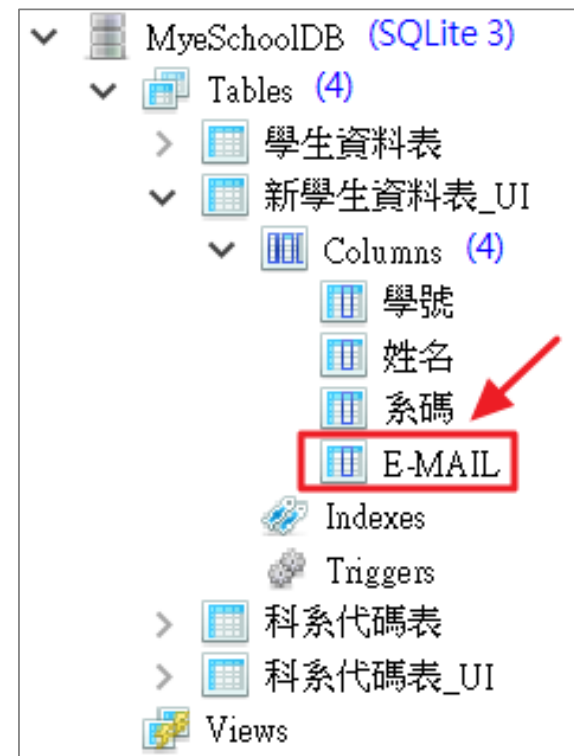 MyeSchoolDB (SQLite 3)
Tables (4)
學生資料表
新學生資料表_UI
Columns (4)
學號
姓名
系碼
E-MAIL
Indexes
Triggers
科系代碼表
科系代碼表_UI
Views